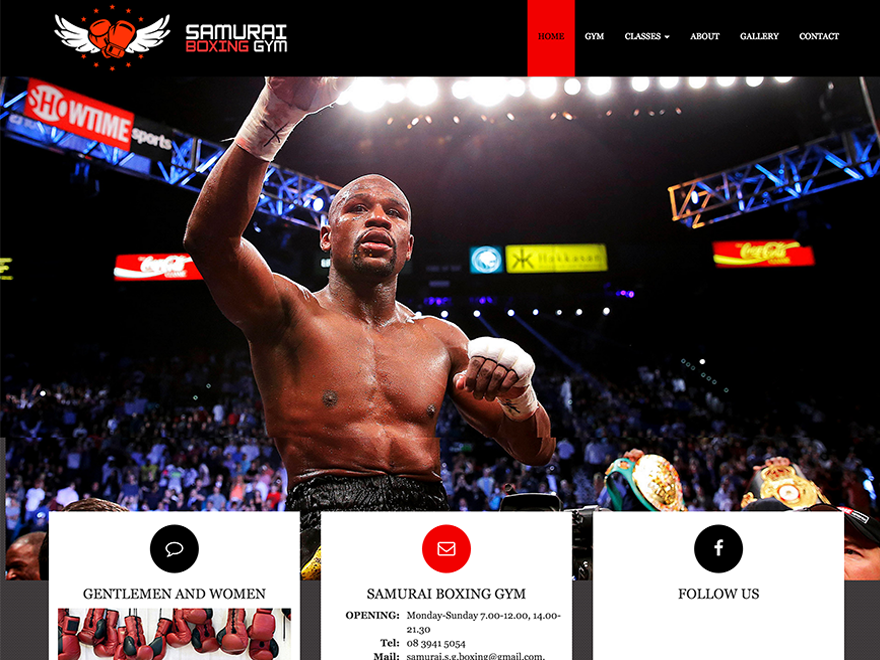 SAMURAI
BOXING GYM
HOME GYM CLASSES ABOUT GALLERY CONTACT
SHOWTIME
sports
Coca-Cola
Hakkasan
Coca-Cola
GENTLEMEN AND WOMEN
SAMURAI BOXING GYM
OPENING: Monday-Sunday 7.00-12.00, 14.00-
21.30
Tel: 08 3941 5054
Mail: samurai.s.g.boxing@gmail.com,
FOLLOW US